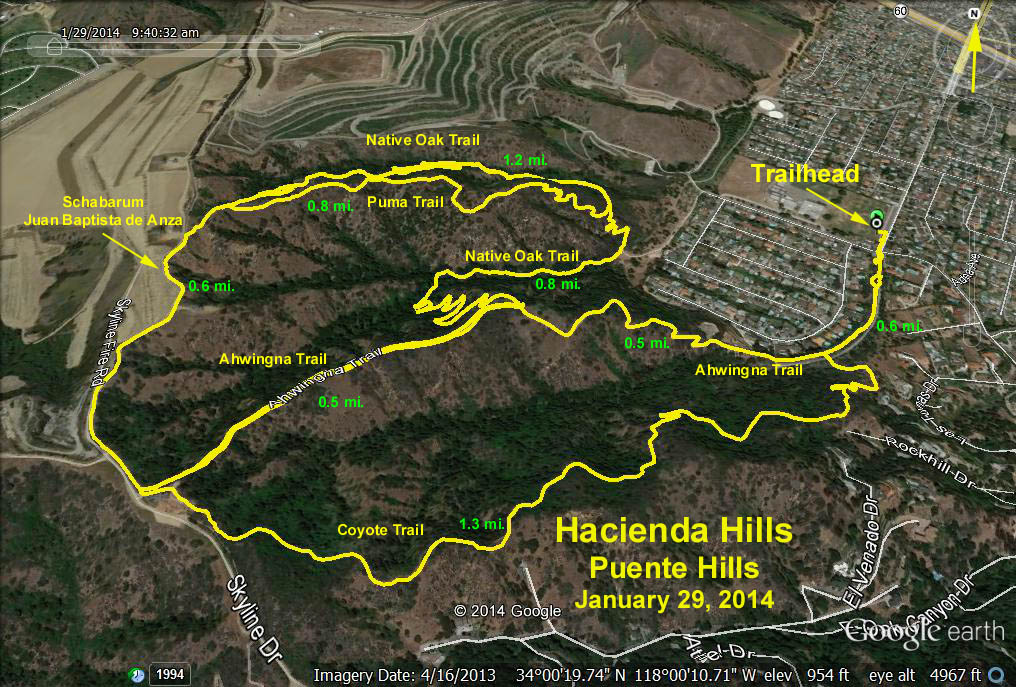 1/29/2014 9:40:32 am
60
N
Native Oak Trail
1.2 mi.
Trailhead
Schabarum
Juan Baptista de Anza
0.8 mi.
Puma Trail
Native Oak Trail
0.8 mi.
0.6 mi.
Skyline Fire Rd
0.6 mi.
0.5 mi.
Ahwingna Trail
Ahwingna Trail
Ahwingna Trail
0.5 mi.
Rockhill-Dr
Coyote Trail
1.3 mi.
Hacienda Hills
Puente Hills
January 29, 2014
El-Venado-Dr
Skyline Dr
© 2014 Google
Canyon-Dr
Google earth
1994
Imagery Date: 4/16/2013 34°00'19.74" N 118°00'10.71" W elev 954 ft eye alt 4967 ft